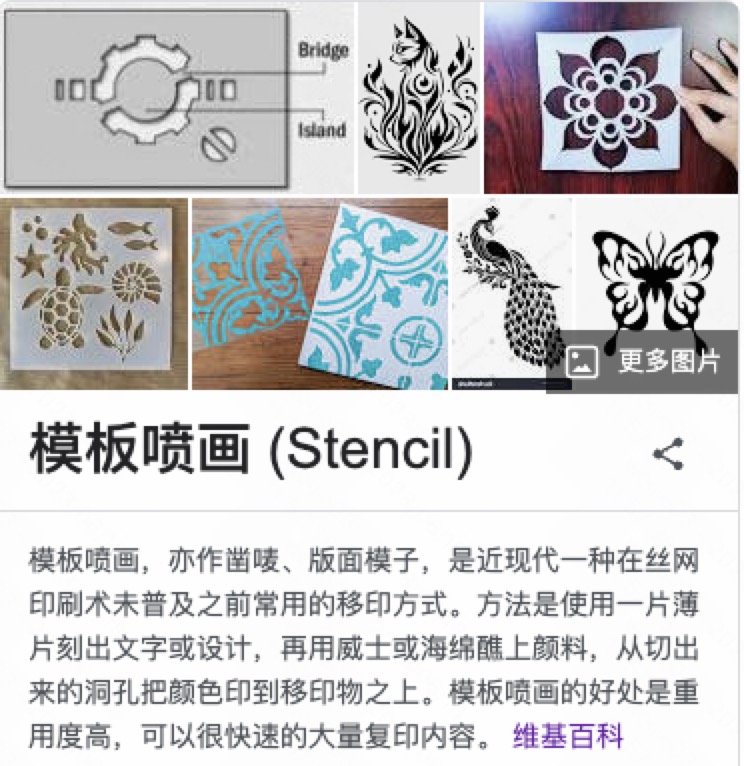 Bridge
Island
更多图片
模板喷画 (Stencil)
模板喷画，亦作凿唛、版面模子，是近现代一种在丝网
印刷术未普及之前常用的移印方式。方法是使用一片薄
片刻出文字或设计，再用威士或海绵醮上颜料，从切出
来的洞孔把颜色印到移印物之上。模板喷画的好处是重
用度高，可以很快速的大量复印内容。 维基百科